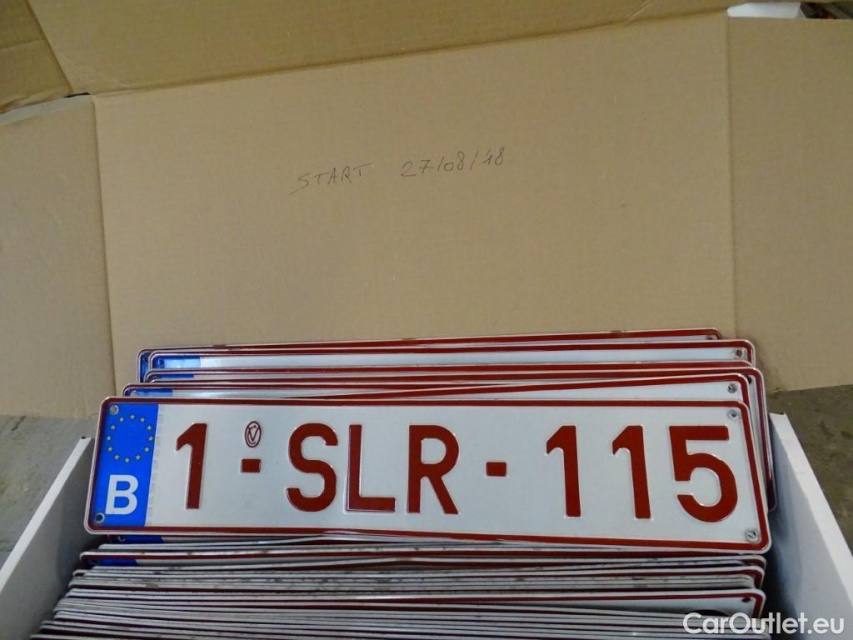 START 27/08/18
B 1-SLR-115
CarOutlet.eu